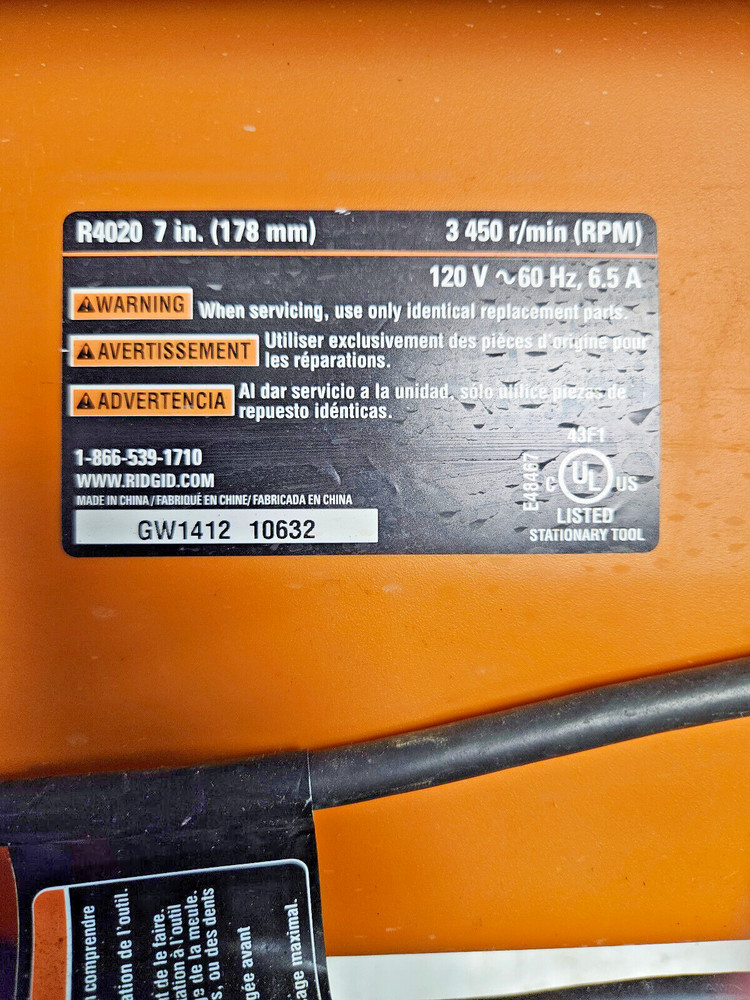 R4020 7 in. (178 mm) 3 450 r/min (RPM)
120 V ~ 60 Hz, 6.5 A
⚠WARNING When servicing, use only identical replacement parts.
⚠AVERTISSEMENT Utiliser exclusivement des pièces d'origine pour
les réparations.
⚠ADVERTENCIA Al dar servicio a la unidad, sólo utilice piezas de
repuesto idénticas.
1-866-539-1710
WWW.RIDGID.COM
MADE IN CHINA / FABRIQUÉ EN CHINE/ FABRICADA EN CHINA
GW1412 10632
43F1
E48467
C UL US
LISTED
STATIONARY TOOL
comprendre
ation de l'outil.
t de le faire.
ation à l'outil
de la meule.
s, ou des dents
gée avant
age maximal.